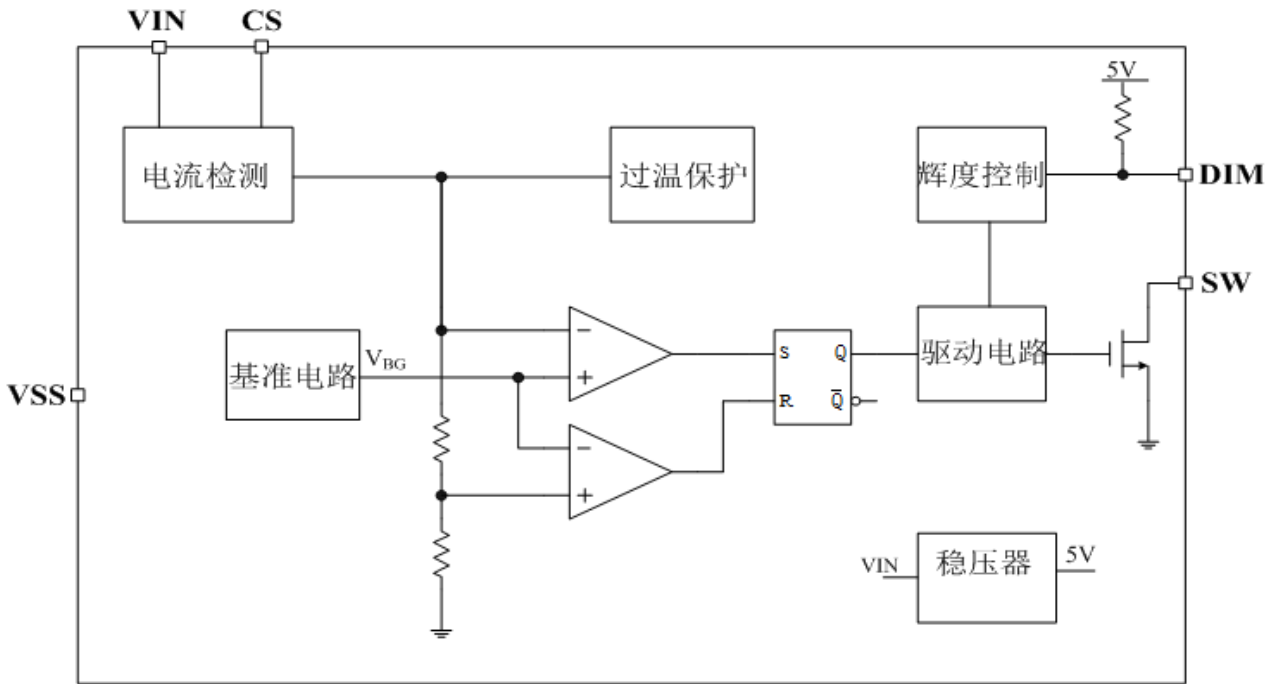 VIN CS
5V
电流检测 过温保护 辉度控制 DIM
SW
基准电路 V_BG − S Q 驱动电路
VSS + R Q̅
−
+
VIN 稳压器 5V